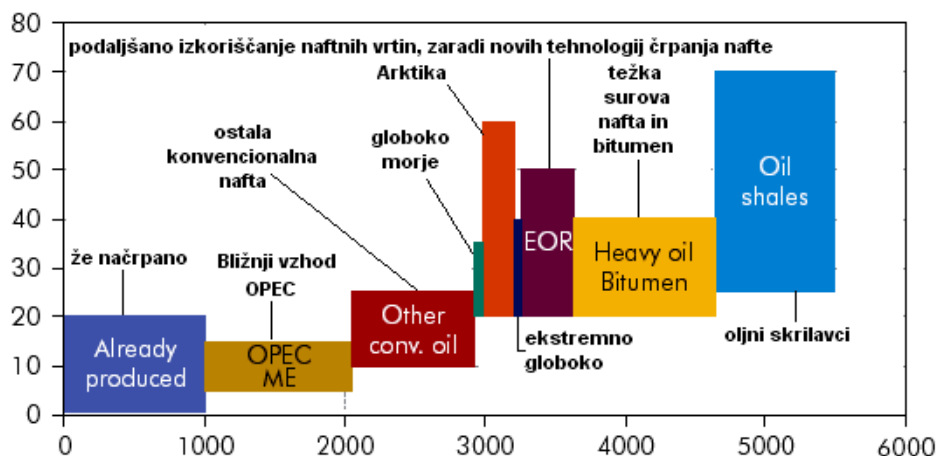 80
podaljšano izkoriščanje naftnih vrtin, zaradi novih tehnologij črpanja nafte
70
Arktika
težka
surova
nafta in
bitumen
60
ostala
konvencionalna
nafta
globoko
morje
50
Oil
shales
40
EOR
Heavy oil
Bitumen
že načrpano
Bližnji vzhod
OPEC
30
20
Already
produced
OPEC
ME
Other
conv. oil
ekstremno
globoko
oljni skrilavci
10
0
0 1000 2000 3000 4000 5000 6000